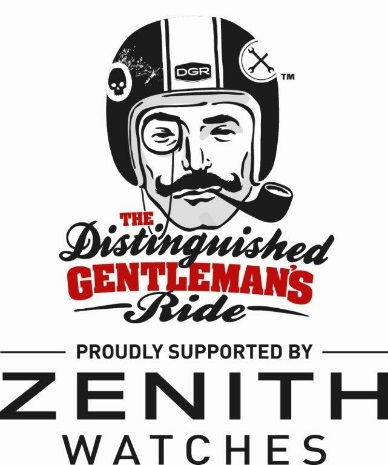 DGR
TM
THE
Distinguished
GENTLEMAN'S
Ride
PROUDLY SUPPORTED BY
ZENITH
WATCHES